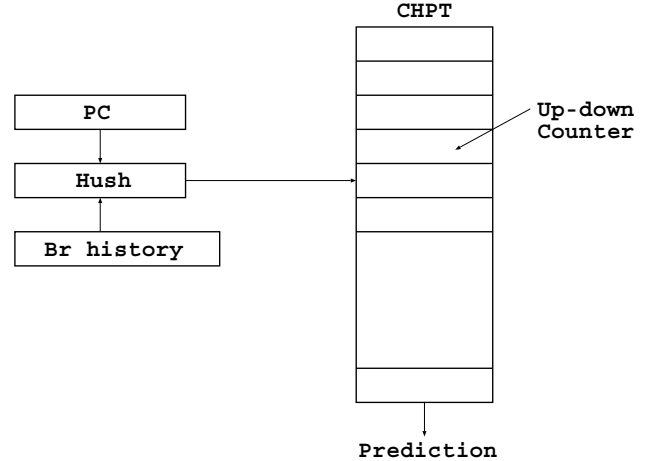 CHPT
PC
Up-down
Counter
Hush
Br history
Prediction